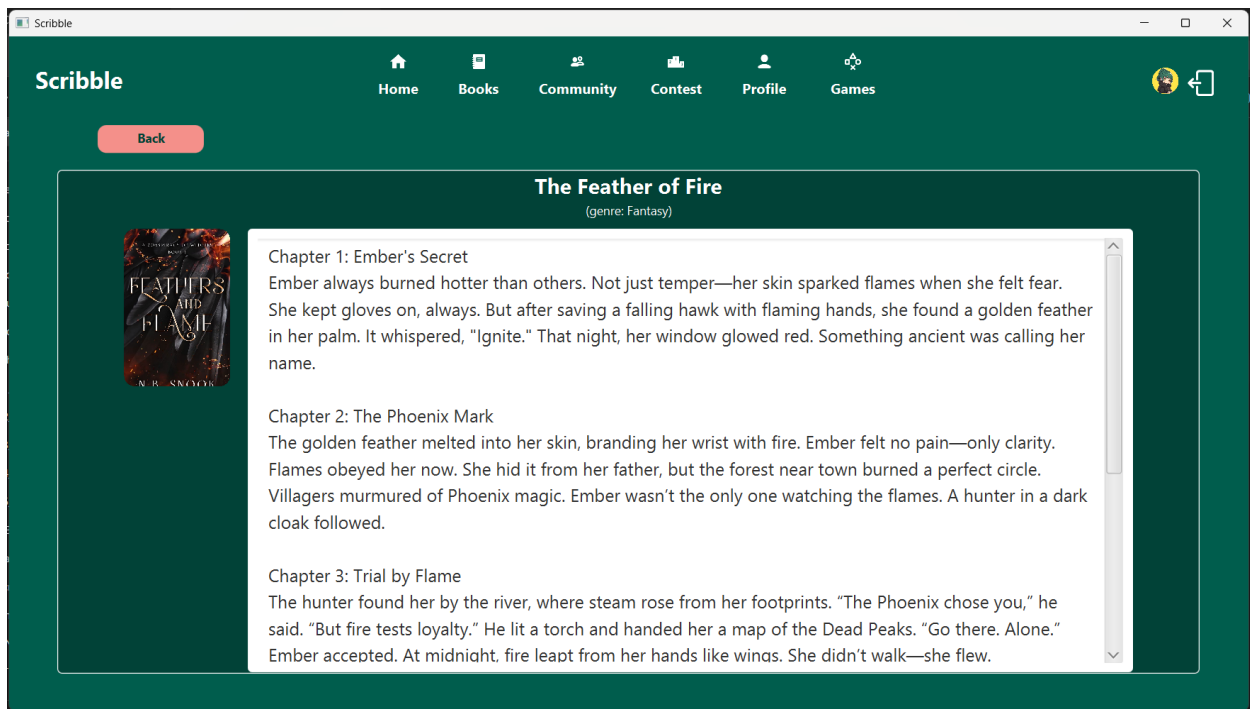 Scribble
Scribble
Home
Books
Community
Contest
Profile
Games
Back
The Feather of Fire
(genre: Fantasy)
FEATHERS
AND
FLAME
N.B. SNOOK
Chapter 1: Ember's Secret
Ember always burned hotter than others. Not just temper—her skin sparked flames when she felt fear.
She kept gloves on, always. But after saving a falling hawk with flaming hands, she found a golden feather
in her palm. It whispered, "Ignite." That night, her window glowed red. Something ancient was calling her
name.
Chapter 2: The Phoenix Mark
The golden feather melted into her skin, branding her wrist with fire. Ember felt no pain—only clarity.
Flames obeyed her now. She hid it from her father, but the forest near town burned a perfect circle.
Villagers murmured of Phoenix magic. Ember wasn’t the only one watching the flames. A hunter in a dark
cloak followed.
Chapter 3: Trial by Flame
The hunter found her by the river, where steam rose from her footprints. “The Phoenix chose you,” he
said. “But fire tests loyalty.” He lit a torch and handed her a map of the Dead Peaks. “Go there. Alone.”
Ember accepted. At midnight, fire leapt from her hands like wings. She didn’t walk—she flew.